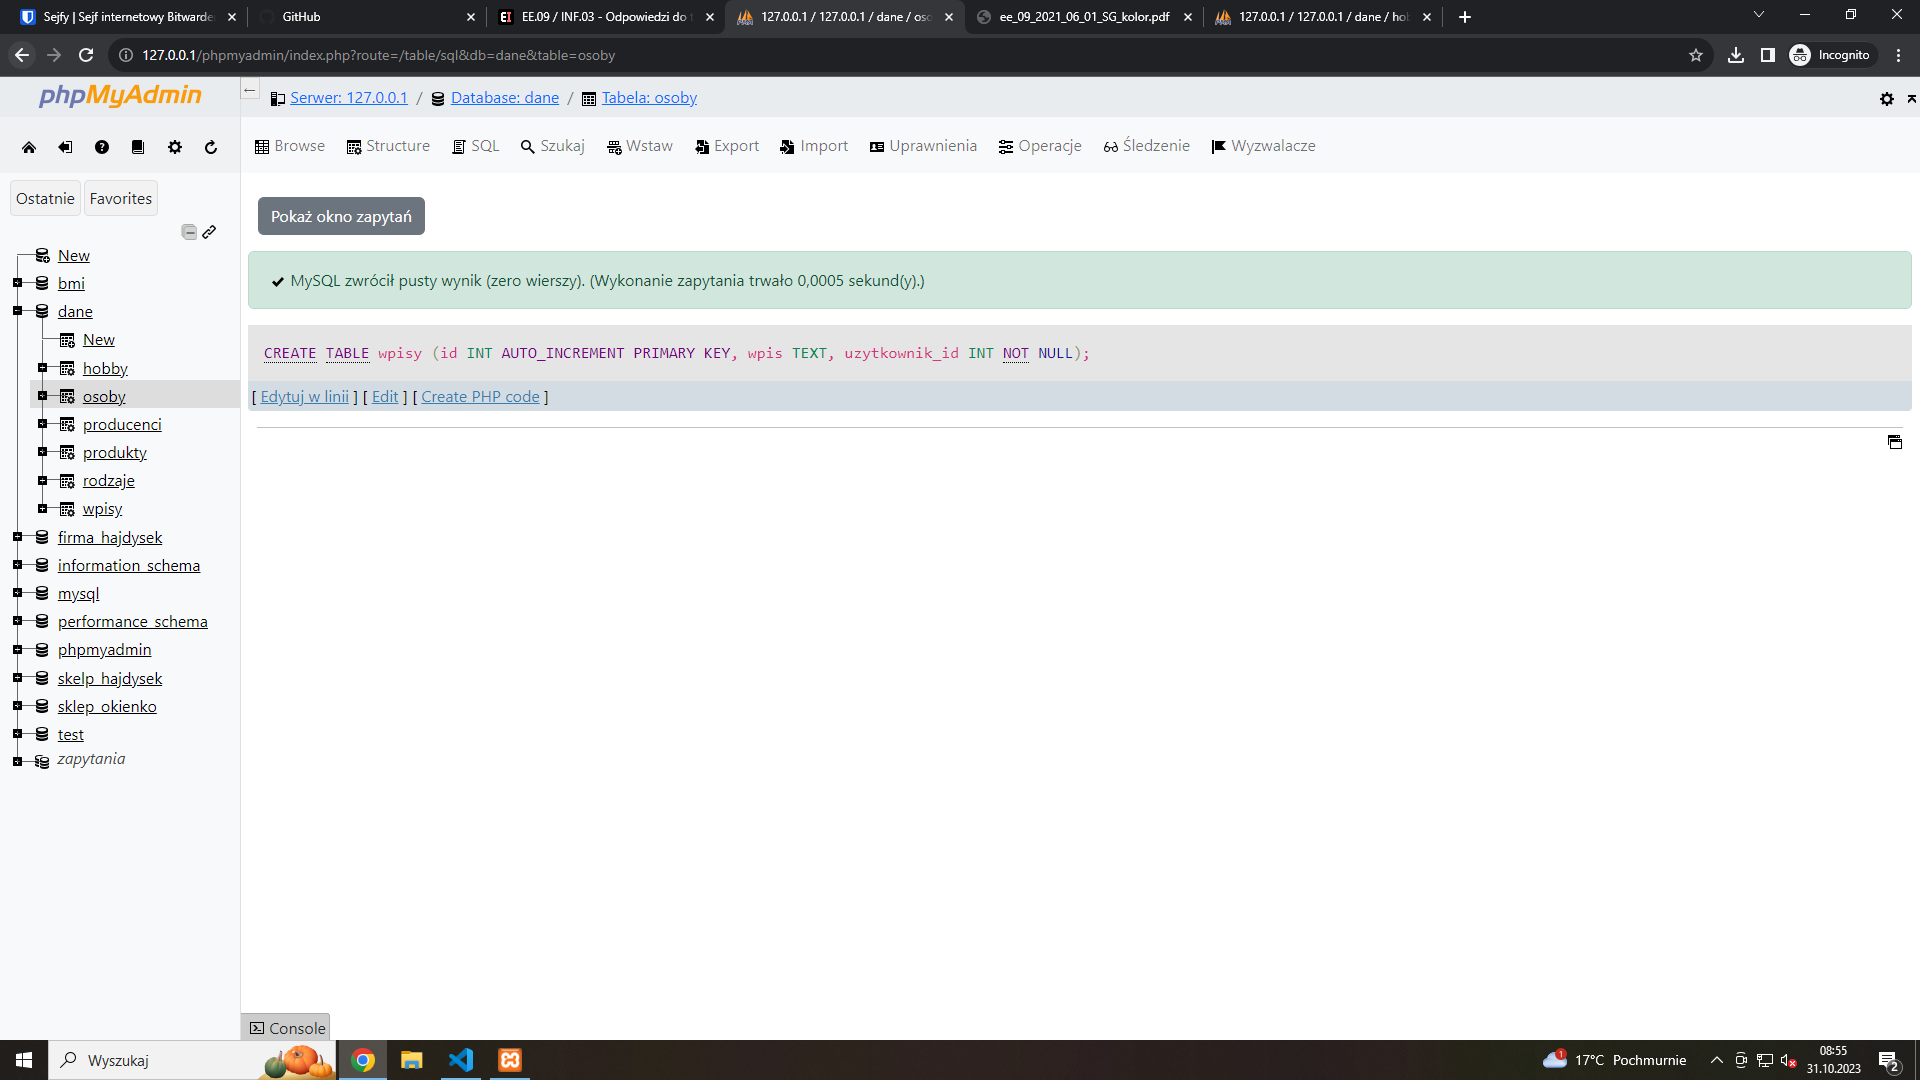 Sejfy | Sejf internetowy Bitwarde
GitHub
EE.09 / INF.03 - Odpowiedzi do t
127.0.0.1 / 127.0.0.1 / dane / oso
ee_09_2021_06_01_SG_kolor.pdf
127.0.0.1 / 127.0.0.1 / dane / hob
127.0.0.1/phpmyadmin/index.php?route=/table/sql&db=dane&table=osoby
Incognito
phpMyAdmin
Serwer: 127.0.0.1 / Database: dane / Tabela: osoby
Browse Structure SQL Szukaj Wstaw Export Import Uprawnienia Operacje Śledzenie Wyzwalacze
Ostatnie Favorites
New
bmi
dane
New
hobby
osoby
producenci
produkty
rodzaje
wpisy
firma_hajdysek
information_schema
mysql
performance_schema
phpmyadmin
skelp_hajdysek
sklep_okienko
test
zapytania
Pokaż okno zapytań
MySQL zwrócił pusty wynik (zero wierszy). (Wykonanie zapytania trwało 0,0005 sekund(y).)
CREATE TABLE wpisy (id INT AUTO_INCREMENT PRIMARY KEY, wpis TEXT, uzytkownik_id INT NOT NULL);
[ Edytuj w linii ] [ Edit ] [ Create PHP code ]
Console
Wyszukaj
1
17°C Pochmurnie
08:55
31.10.2023
2